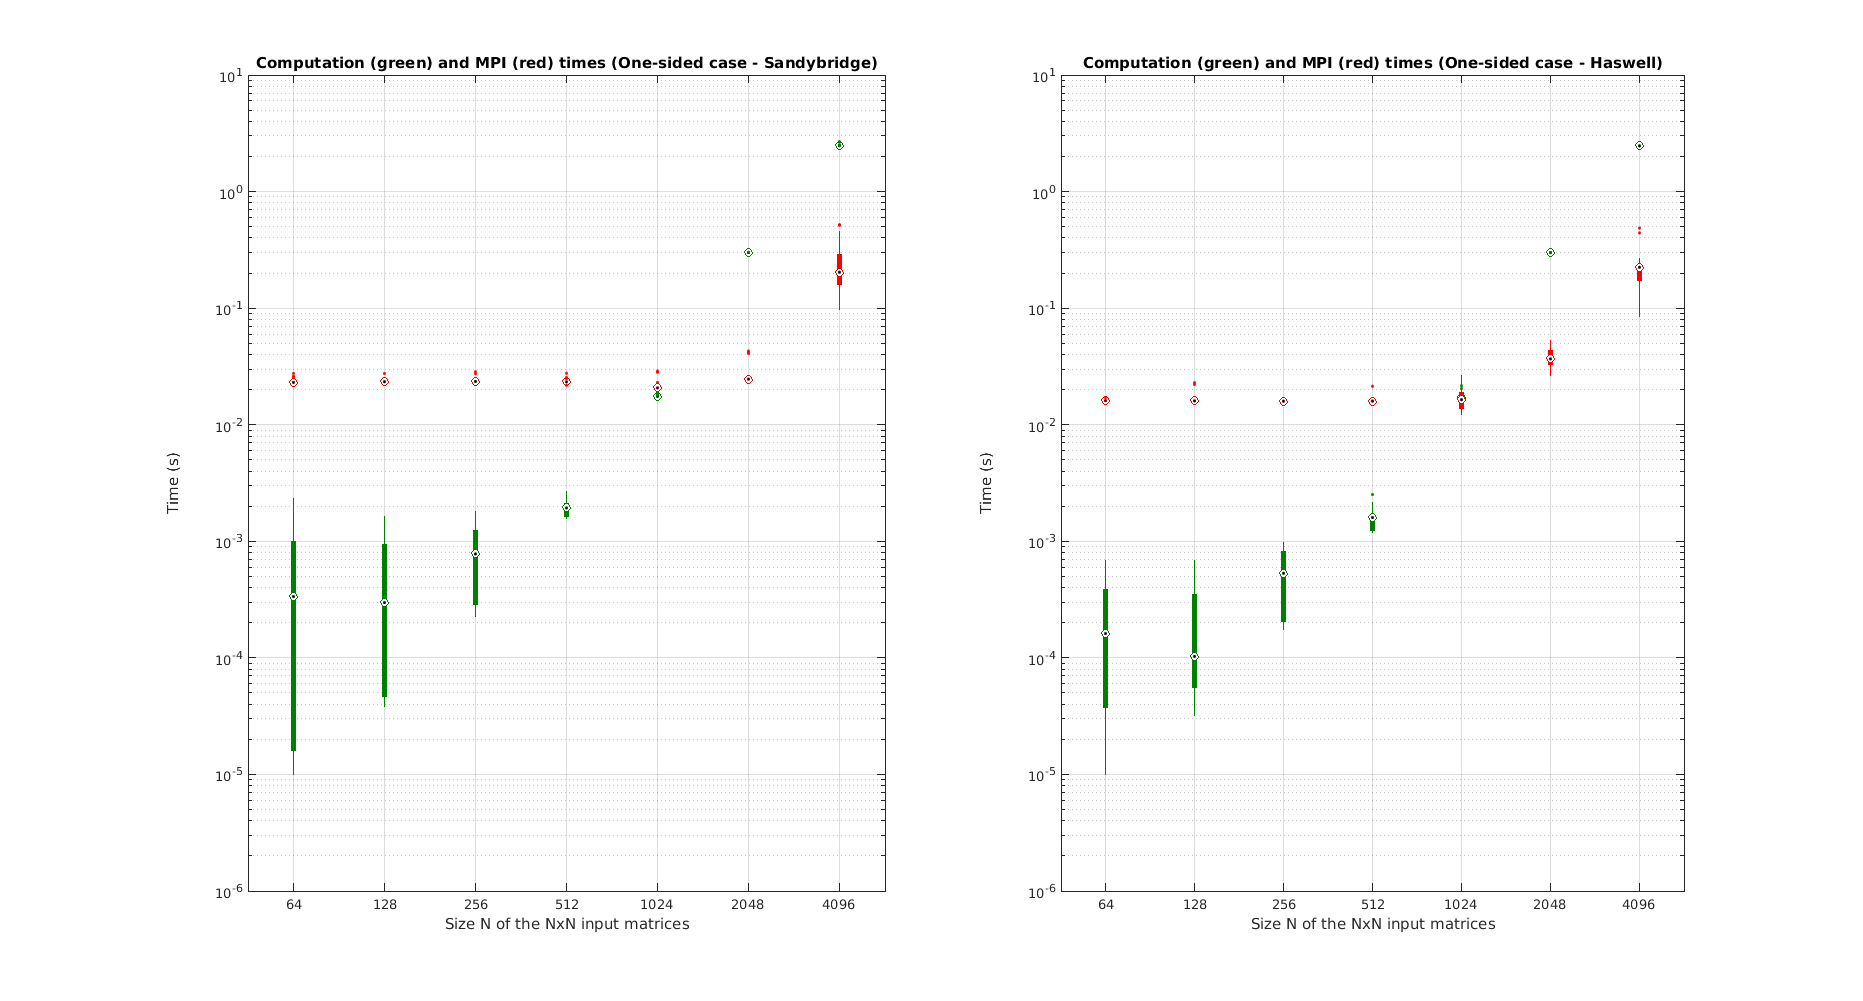 Computation (green) and MPI (red) times (One-sided case - Sandybridge)
10^1
10^0
10^-1
10^-2
10^-3
10^-4
10^-5
10^-6
Time (s)
64 128 256 512 1024 2048 4096
Size N of the NxN input matrices
Computation (green) and MPI (red) times (One-sided case - Haswell)
10^1
10^0
10^-1
10^-2
10^-3
10^-4
10^-5
10^-6
Time (s)
64 128 256 512 1024 2048 4096
Size N of the NxN input matrices